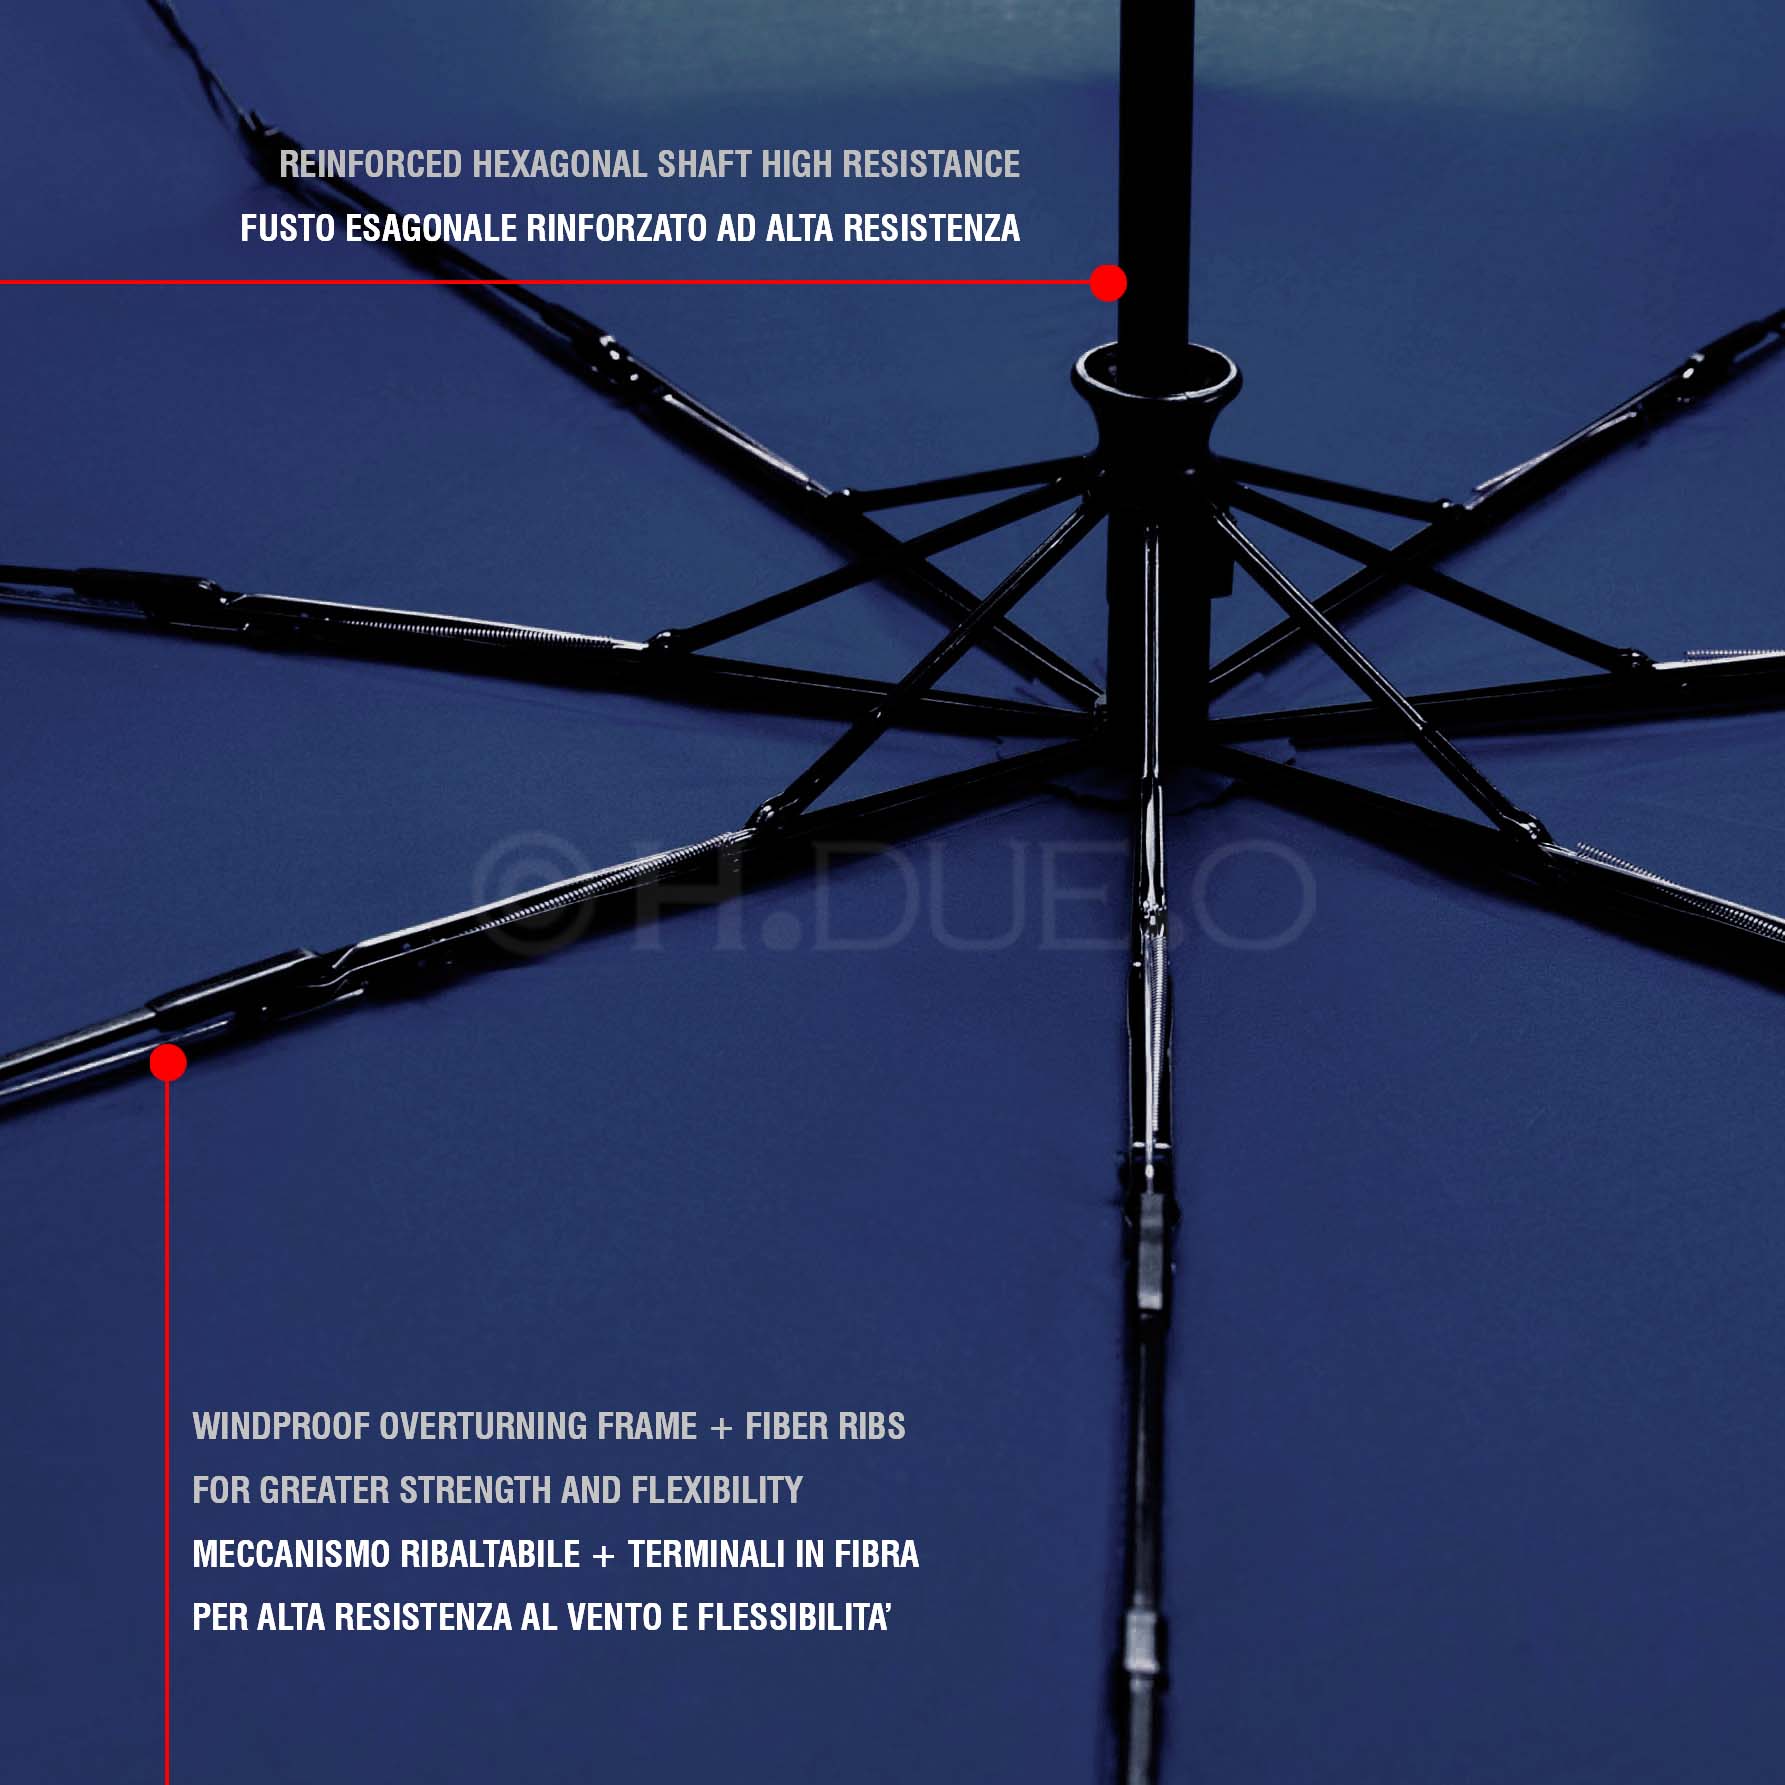 REINFORCED HEXAGONAL SHAFT HIGH RESISTANCE
FUSTO ESAGONALE RINFORZATO AD ALTA RESISTENZA
© H.DUE.O
WINDPROOF OVERTURNING FRAME + FIBER RIBS
FOR GREATER STRENGTH AND FLEXIBILITY
MECCANISMO RIBALTABILE + TERMINALI IN FIBRA
PER ALTA RESISTENZA AL VENTO E FLESSIBILITA’